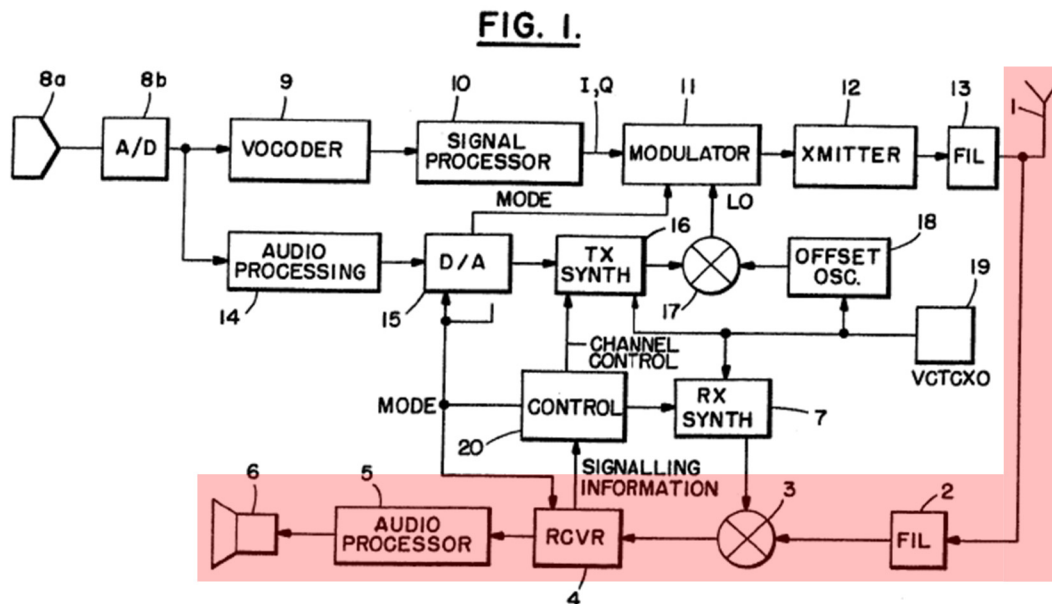 FIG. 1.
8a
8b
9
10
I,Q
11
12
13
1
A/D
VOCODER
SIGNAL
PROCESSOR
MODULATOR
XMITTER
FIL
MODE
LO
16
18
AUDIO
PROCESSING
D/A
TX
SYNTH
OFFSET
OSC.
19
14
15
17
CHANNEL
CONTROL
VCTCXO
MODE
CONTROL
RX
SYNTH
20
7
SIGNALLING
INFORMATION
6
5
3
2
AUDIO
PROCESSOR
RCVR
FIL
4